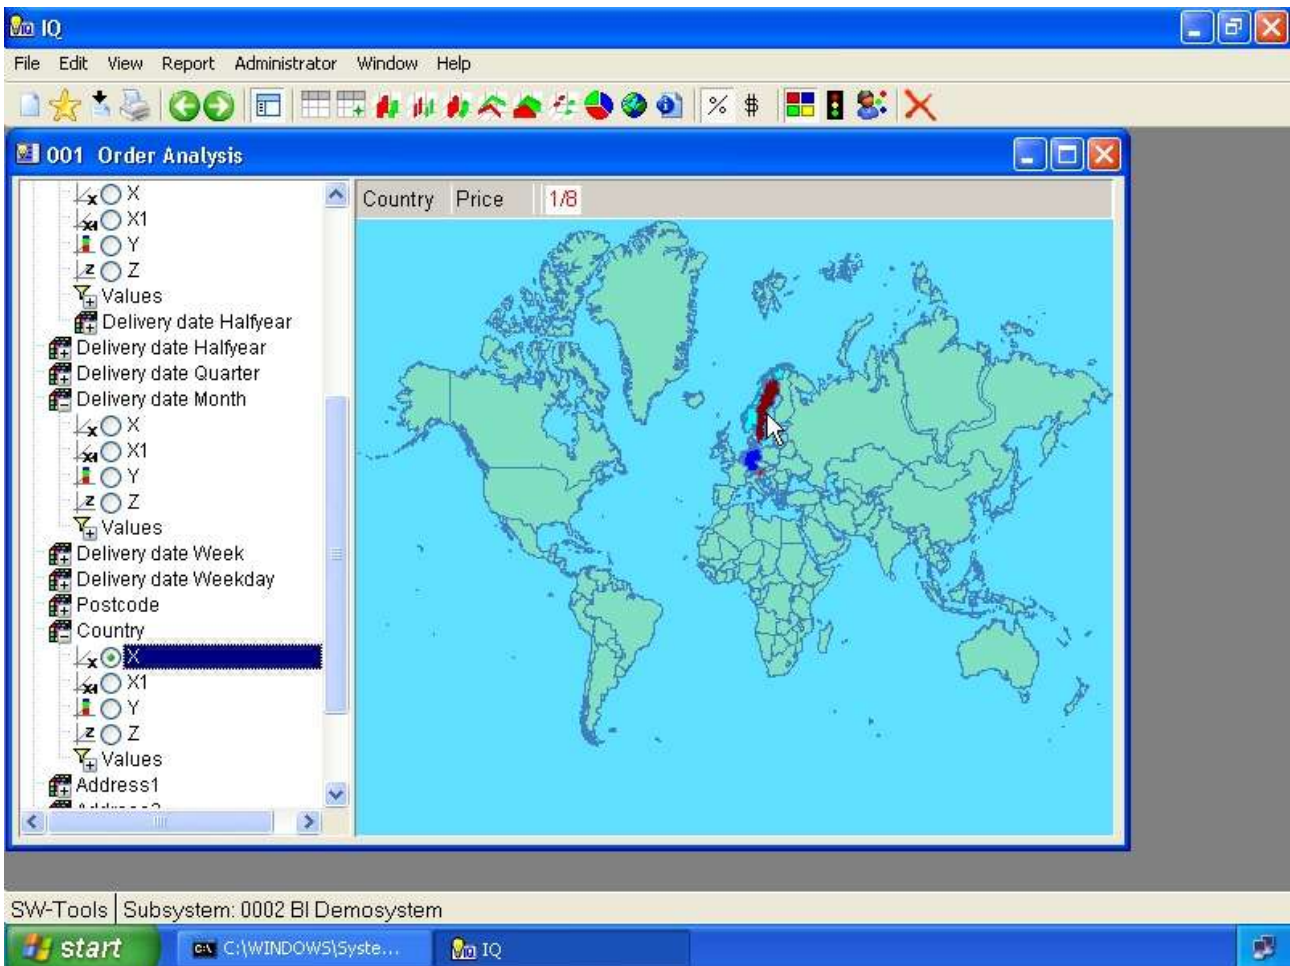 IQ
File Edit View Report Administrator Window Help
% $
001 Order Analysis
X
X1
Y
Z
Values
Delivery date Halfyear
Delivery date Halfyear
Delivery date Quarter
Delivery date Month
X
X1
Y
Z
Values
Delivery date Week
Delivery date Weekday
Postcode
Country
X
X1
Y
Z
Values
Address1
Country Price 1/8
SW-Tools Subsystem: 0002 BI Demosystem
start C:\WINDOWS\Syste... IQ